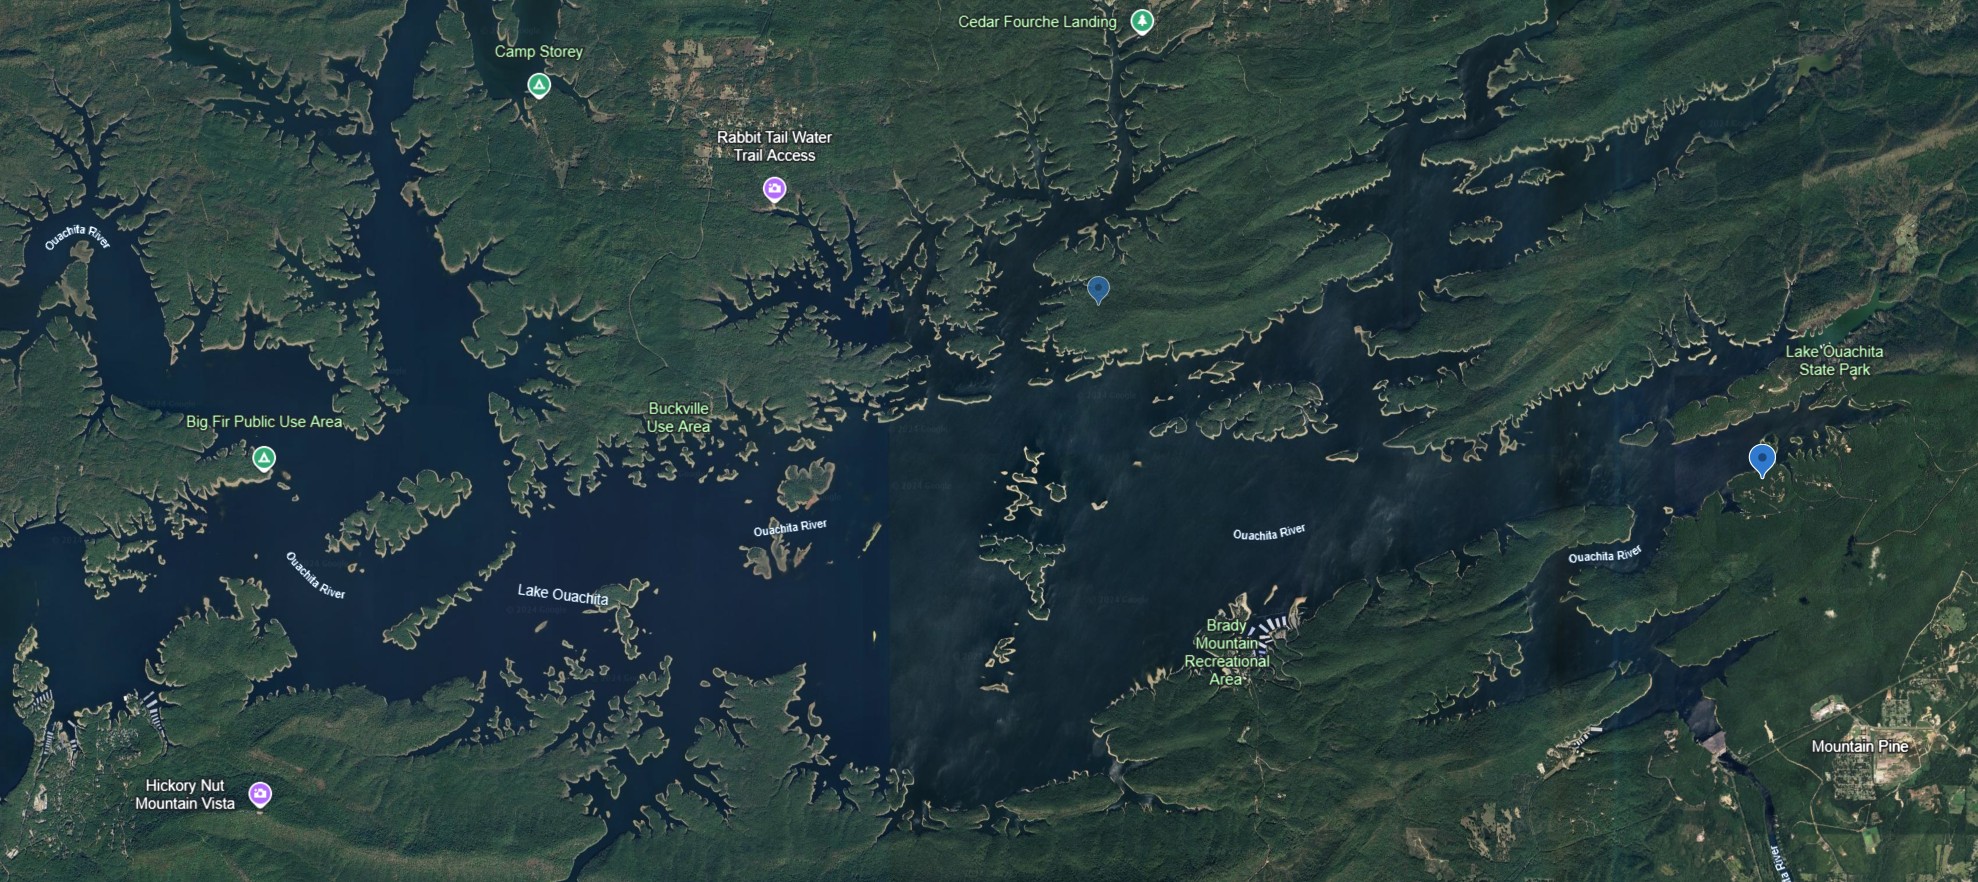 Cedar Fourche Landing
Camp Storey
Rabbit Tail Water
Trail Access
Ouachita River
Lake Ouachita
State Park
Buckville
Use Area
Big Fir Public Use Area
Ouachita River
Ouachita River
Ouachita River
Ouachita River
Lake Ouachita
Brady
Mountain
Recreational
Area
Mountain Pine
Hickory Nut
Mountain Vista
ta River